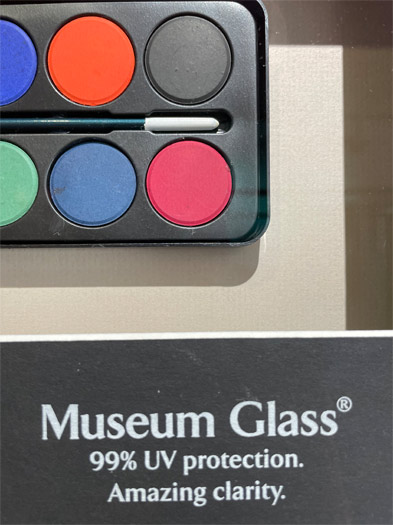 Museum Glass®
99% UV protection.
Amazing clarity.